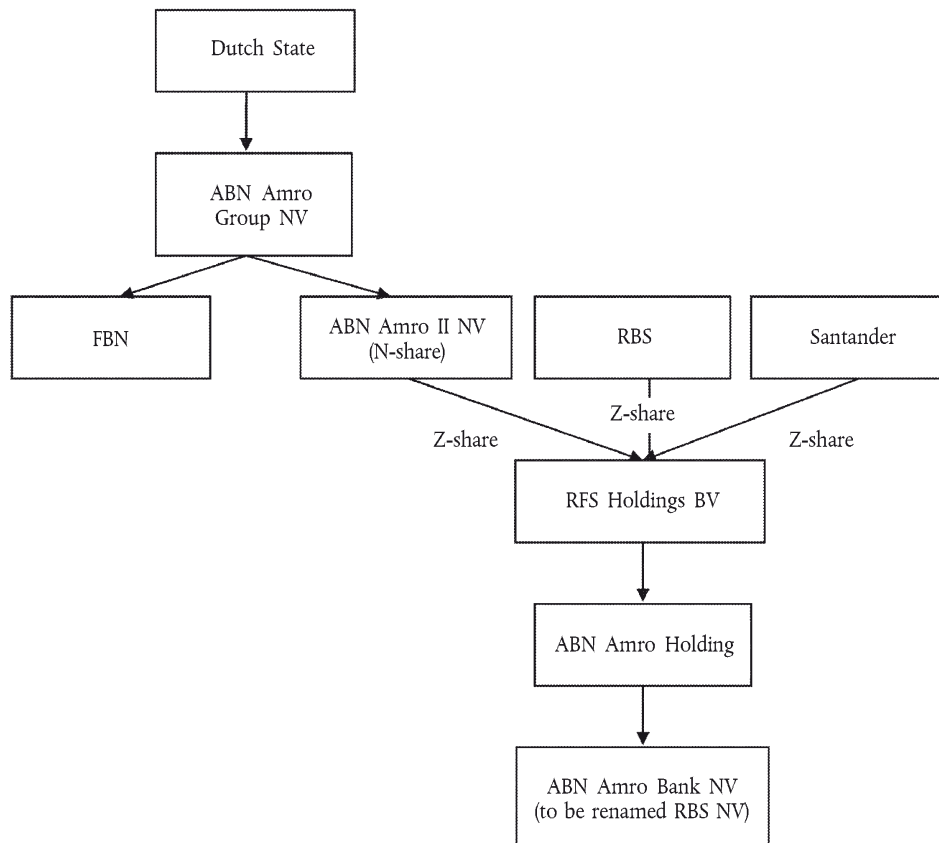 Dutch State
ABN Amro
Group NV
FBN
ABN Amro II NV
(N-share)
RBS
Santander
Z-share
Z-share
Z-share
RFS Holdings BV
ABN Amro Holding
ABN Amro Bank NV
(to be renamed RBS NV)